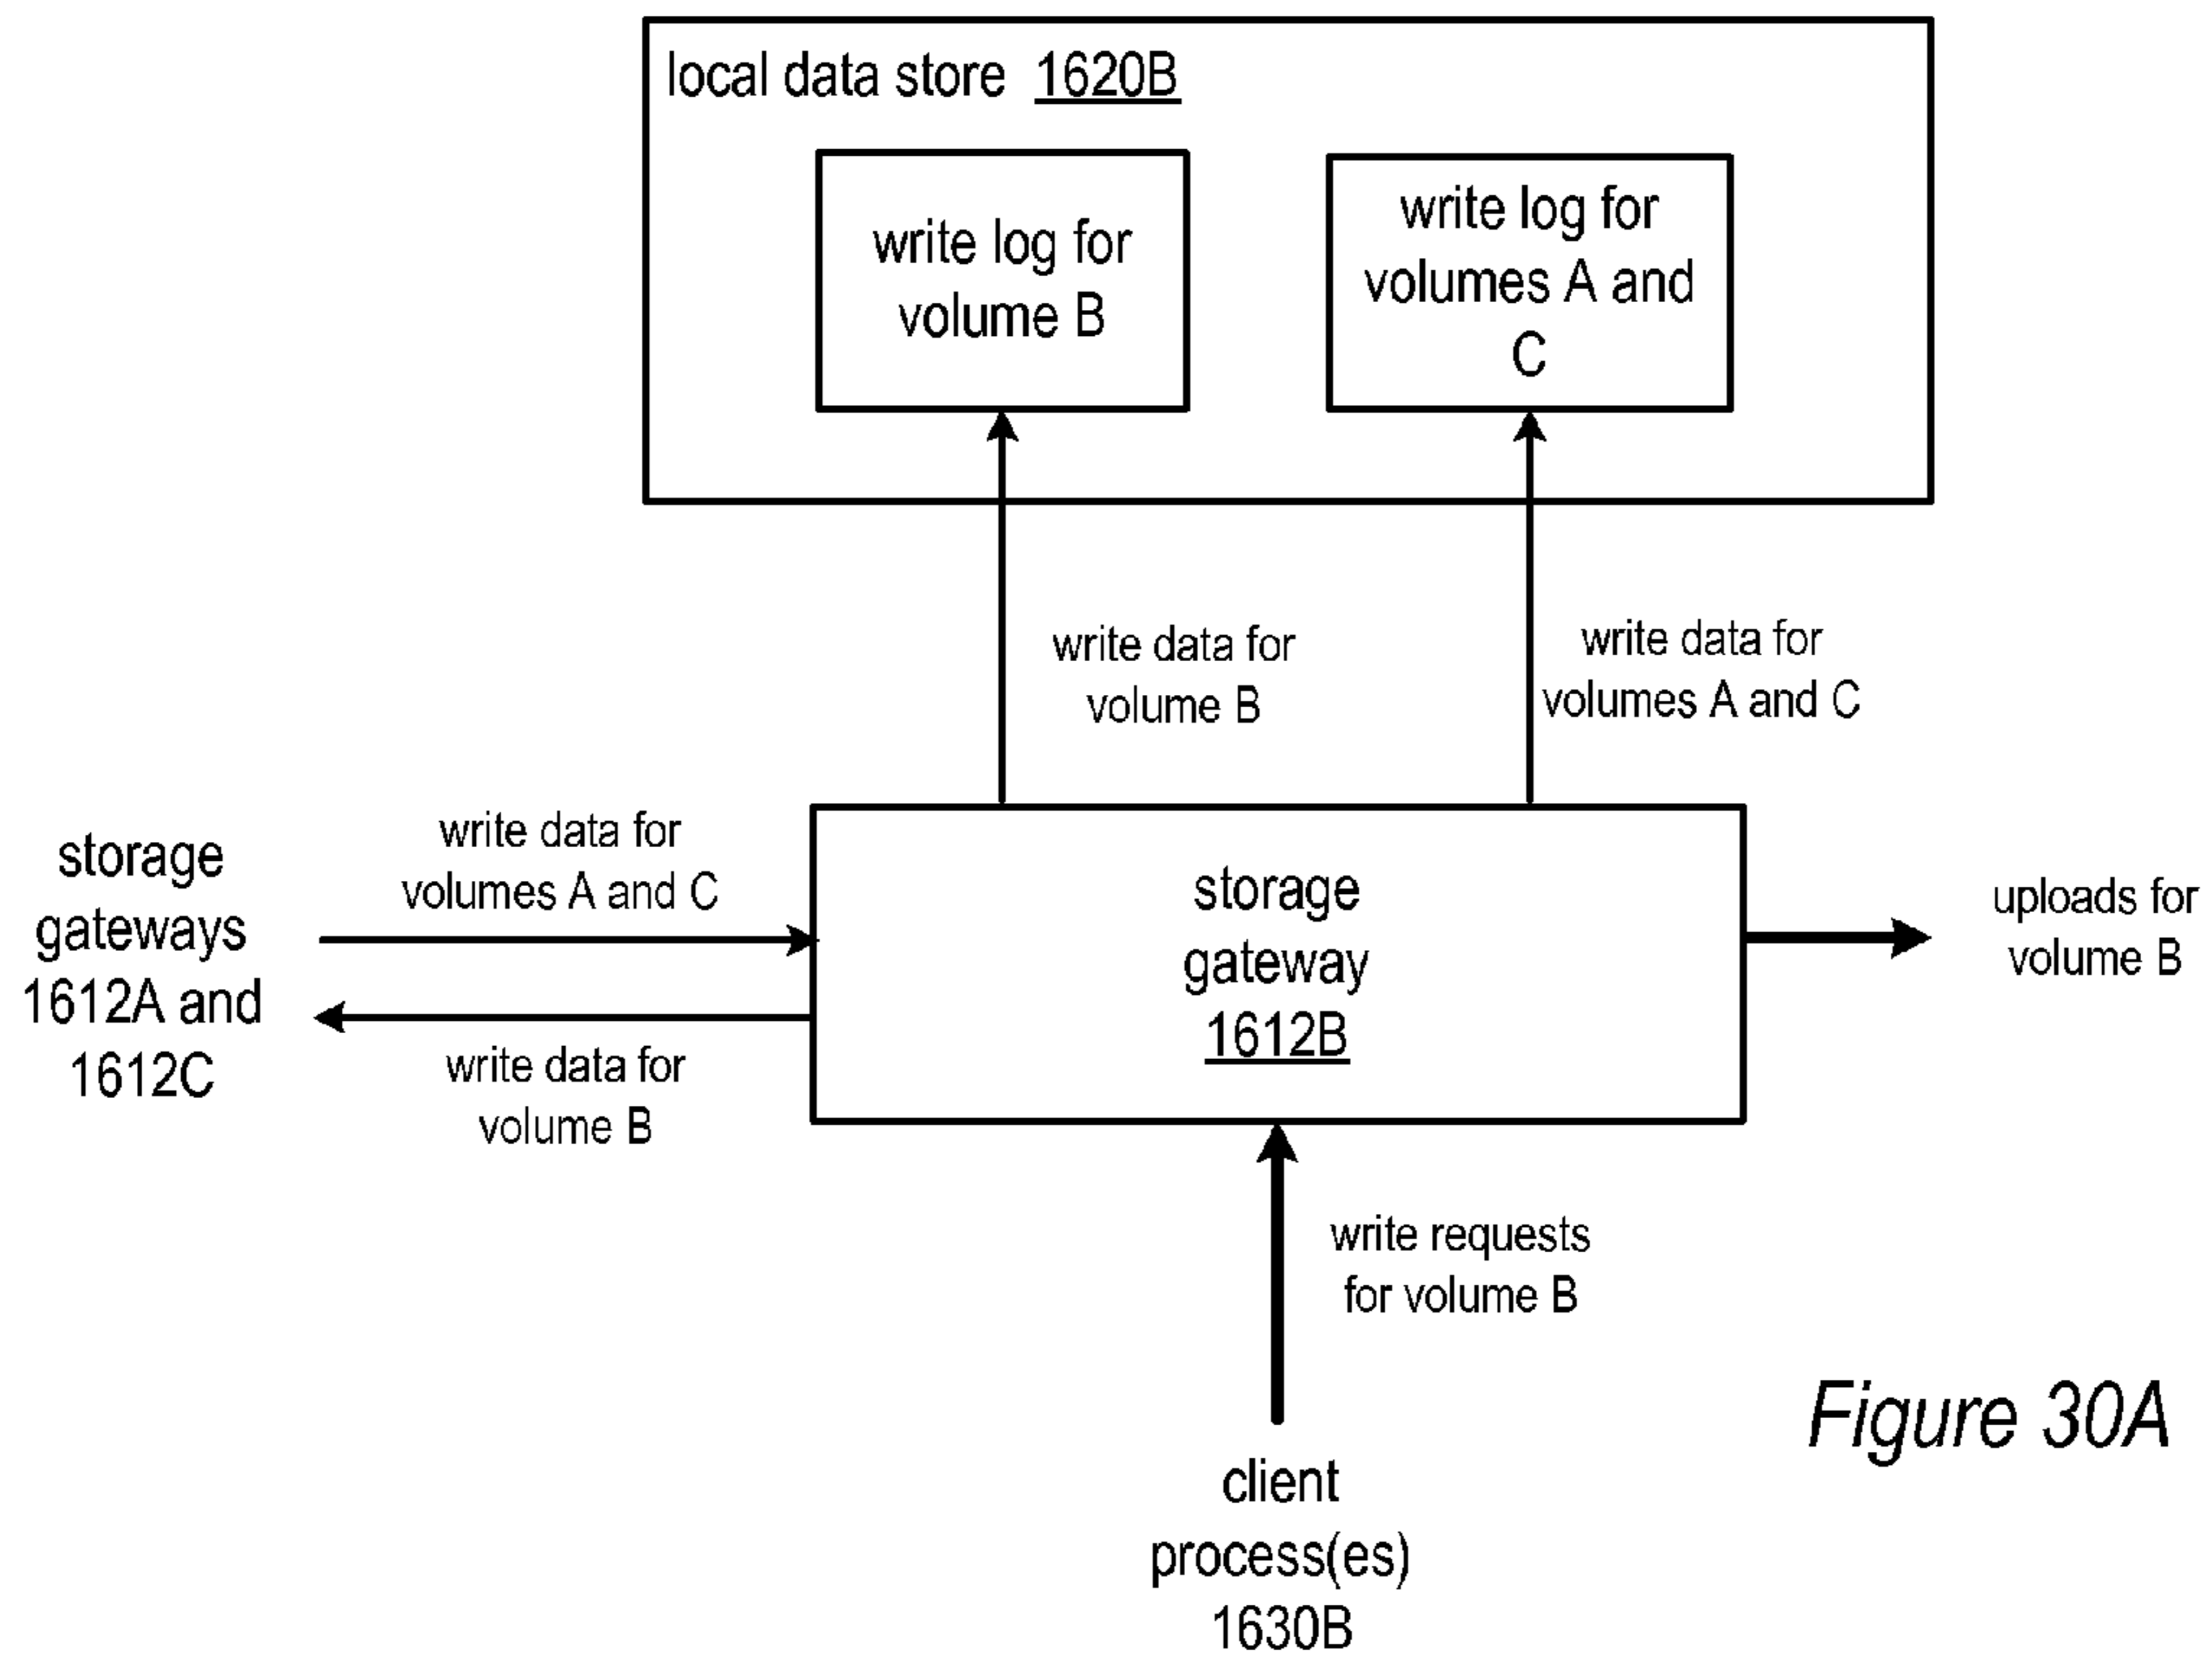 local data store 1620B
write log for
volume B
write log for
volumes A and
C
write data for
volume B
write data for
volumes A and C
storage
gateways
1612A and
1612C
write data for
volumes A and C
write data for
volume B
storage
gateway
1612B
uploads for
volume B
write requests
for volume B
client
process(es)
1630B
Figure 30A